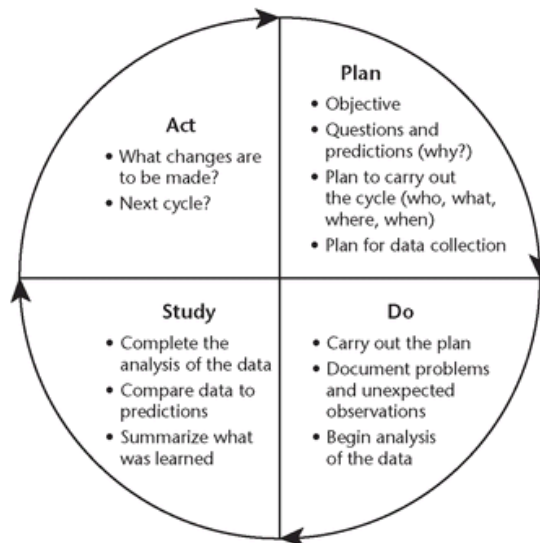 Plan
• Objective
• Questions and
predictions (why?)
• Plan to carry out
the cycle (who, what,
where, when)
• Plan for data collection
Do
• Carry out the plan
• Document problems
and unexpected
observations
• Begin analysis
of the data
Study
• Complete the
analysis of the data
• Compare data to
predictions
• Summarize what
was learned
Act
• What changes are
to be made?
• Next cycle?